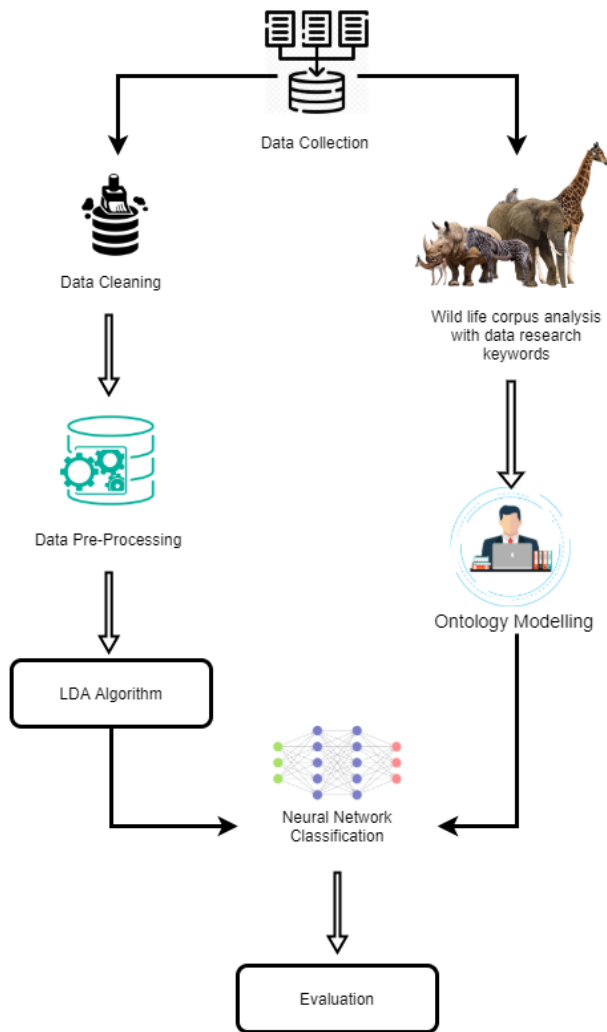 Data Collection
Data Cleaning
Wild life corpus analysis
with data research
keywords
Data Pre-Processing
Ontology Modelling
LDA Algorithm
Neural Network
Classification
Evaluation